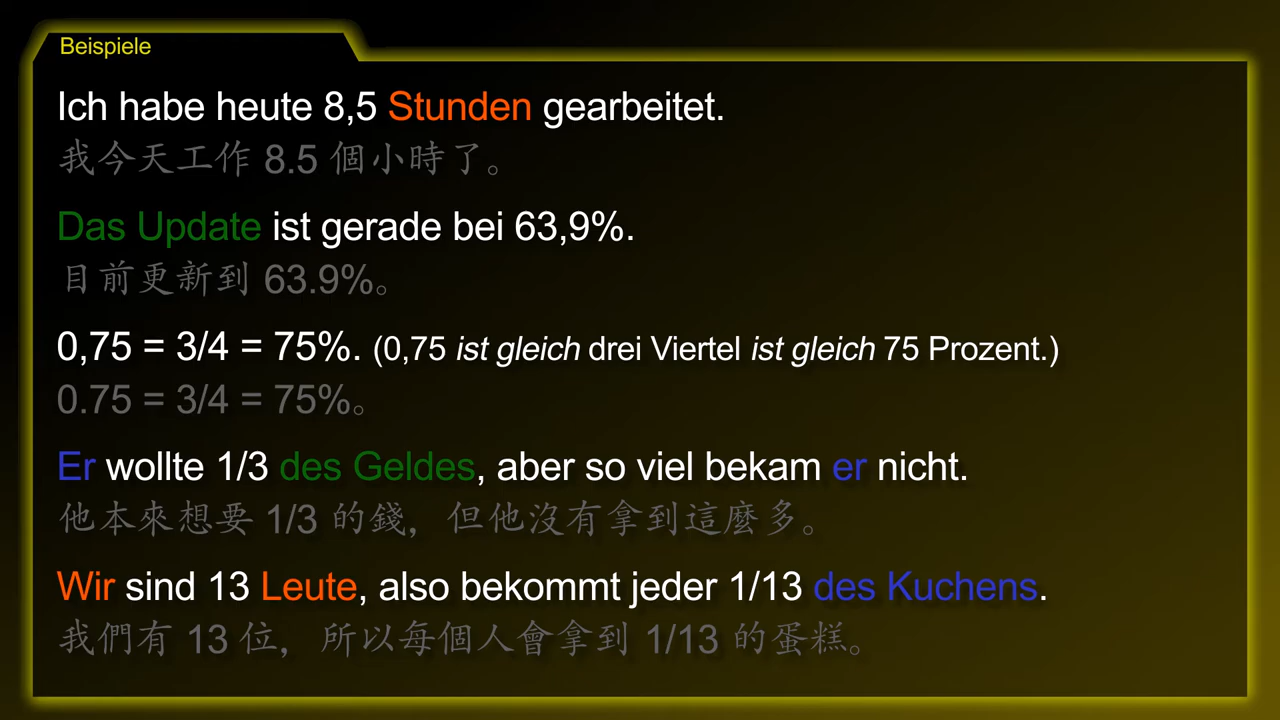 Beispiele
Ich habe heute 8,5 Stunden gearbeitet.
我今天工作 8.5 個小時了。
Das Update ist gerade bei 63,9%.
目前更新到 63.9%。
0,75 = 3/4 = 75%. (0,75 ist gleich drei Viertel ist gleich 75 Prozent.)
0.75 = 3/4 = 75%。
Er wollte 1/3 des Geldes, aber so viel bekam er nicht.
他本來想要 1/3 的錢，但他沒有拿到這麼多。
Wir sind 13 Leute, also bekommt jeder 1/13 des Kuchens.
我們有 13 位，所以每個人會拿到 1/13 的蛋糕。